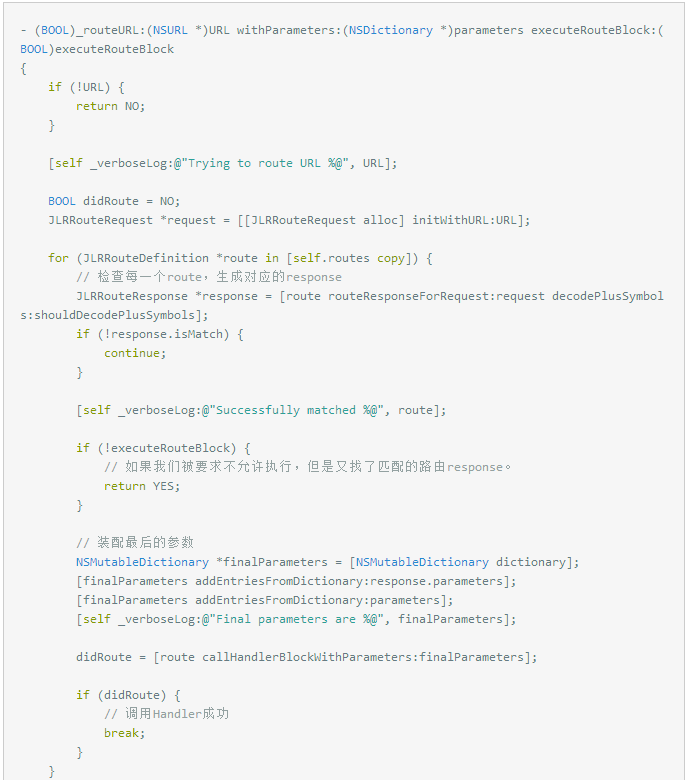 - (BOOL)_routeURL:(NSURL *)URL withParameters:(NSDictionary *)parameters executeRouteBlock:(
BOOL)executeRouteBlock
{
    if (!URL) {
        return NO;
    }

    [self _verboseLog:@"Trying to route URL %@", URL];

    BOOL didRoute = NO;
    JLRRouteRequest *request = [[JLRRouteRequest alloc] initWithURL:URL];

    for (JLRRouteDefinition *route in [self.routes copy]) {
        // 检查每一个route，生成对应的response
        JLRRouteResponse *response = [route routeResponseForRequest:request decodePlusSymbol
s:shouldDecodePlusSymbols];
        if (!response.isMatch) {
            continue;
        }

        [self _verboseLog:@"Successfully matched %@", route];

        if (!executeRouteBlock) {
            // 如果我们被要求不允许执行，但是又找了匹配的路由response。
            return YES;
        }

        // 装配最后的参数
        NSMutableDictionary *finalParameters = [NSMutableDictionary dictionary];
        [finalParameters addEntriesFromDictionary:response.parameters];
        [finalParameters addEntriesFromDictionary:parameters];
        [self _verboseLog:@"Final parameters are %@", finalParameters];

        didRoute = [route callHandlerBlockWithParameters:finalParameters];

        if (didRoute) {
            // 调用Handler成功
            break;
        }
    }